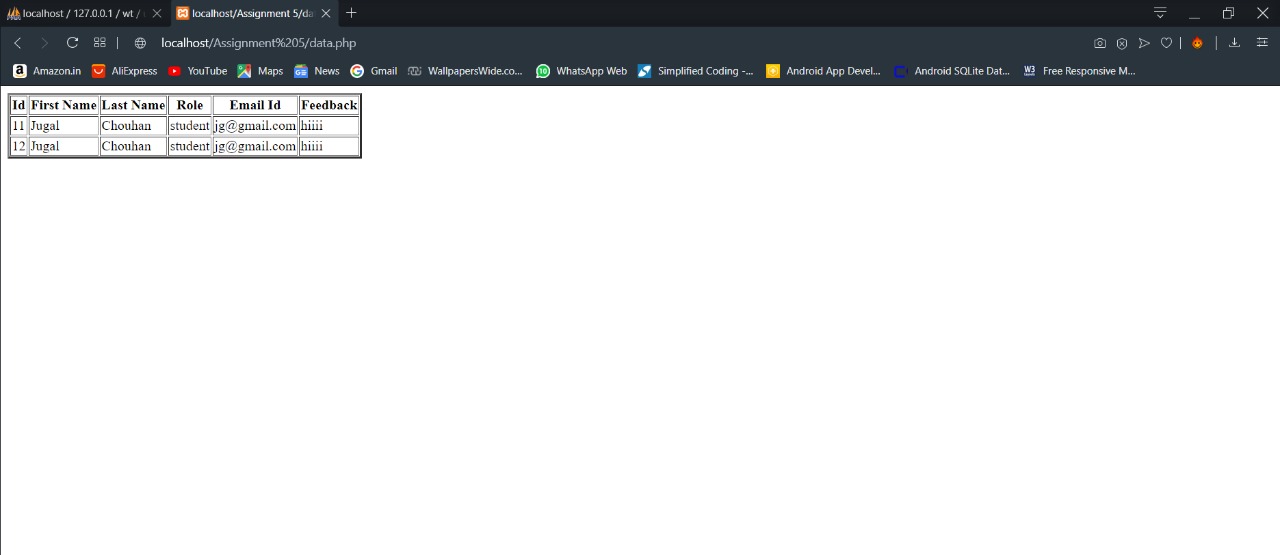 localhost / 127.0.0.1 / wt /
localhost/Assignment 5/da
localhost/Assignment%205/data.php
Amazon.in AliExpress YouTube Maps News Gmail WallpapersWide.co... WhatsApp Web Simplified Coding -... Android App Devel... Android SQLite Dat... Free Responsive M...
Id First Name Last Name Role Email Id Feedback
11 Jugal Chouhan student jg@gmail.com hiiii
12 Jugal Chouhan student jg@gmail.com hiiii